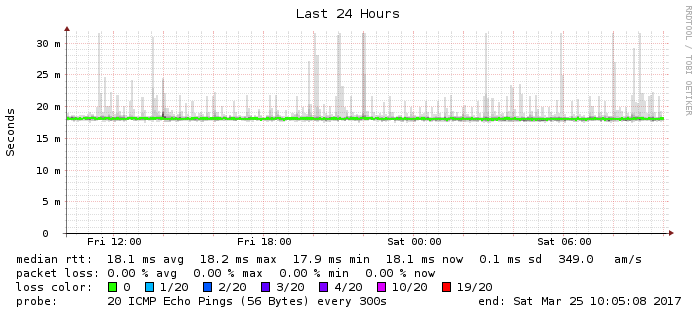 Last 24 Hours
RRDTOOL / TOBI OETIKER
Seconds
30 m
25 m
20 m
15 m
10 m
5 m
0
Fri 12:00 Fri 18:00 Sat 00:00 Sat 06:00
median rtt: 18.1 ms avg 18.2 ms max 17.9 ms min 18.1 ms now 0.1 ms sd 349.0 am/s
packet loss: 0.00 % avg 0.00 % max 0.00 % min 0.00 % now
loss color: 0 1/20 2/20 3/20 4/20 10/20 19/20
probe: 20 ICMP Echo Pings (56 Bytes) every 300s end: Sat Mar 25 10:05:08 2017